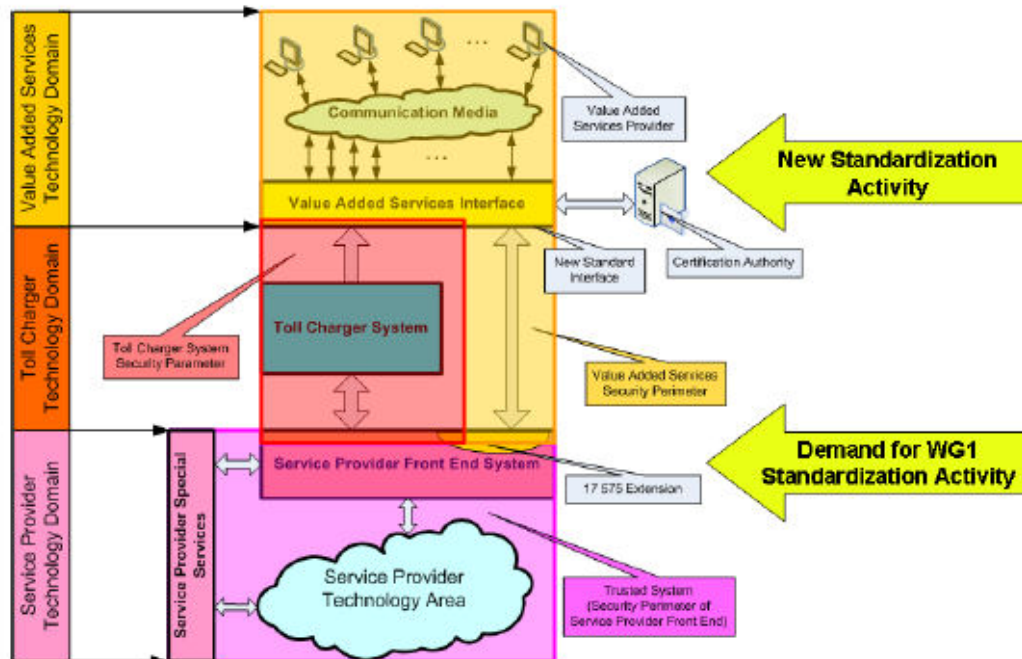 Value Added Services
Technology Domain
Toll Charger
Technology Domain
Service Provider
Technology Domain
...
Communication Media
...
Value Added Services Interface
Value Added
Services Provider
New Standardization
Activity
New Standard
Interface
Certification Authority
Toll Charger System
Toll Charger System
Security Parameter
Value Added Services
Security Perimeter
Service Provider Special
Services
Service Provider Front End System
17 575 Extension
Demand for WG1
Standardization Activity
Service Provider
Technology Area
Trusted System
(Security Perimeter of
Service Provider Front End)